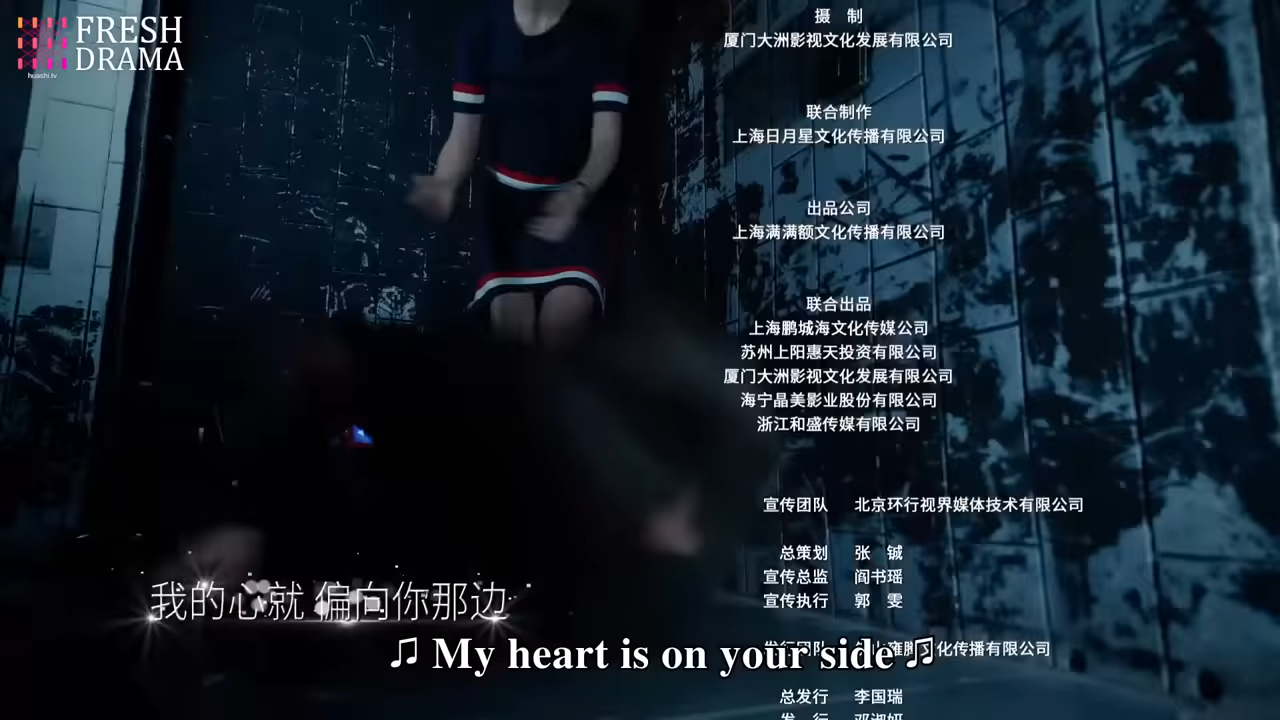 FRESH
DRAMA
huashi.tv
摄 制
厦门大洲影视文化发展有限公司
联合制作
上海日月星文化传播有限公司
出品公司
上海满满额文化传播有限公司
联合出品
上海鹏城海文化传媒公司
苏州上阳惠天投资有限公司
厦门大洲影视文化发展有限公司
海宁晶美影业股份有限公司
浙江和盛传媒有限公司
宣传团队 北京环行视界媒体技术有限公司
总策划 张 铖
宣传总监 阎书瑶
宣传执行 郭 雯
我的心就 偏向你那边
♫ My heart is on your side ♫
化传播有限公司
总发行 李国瑞